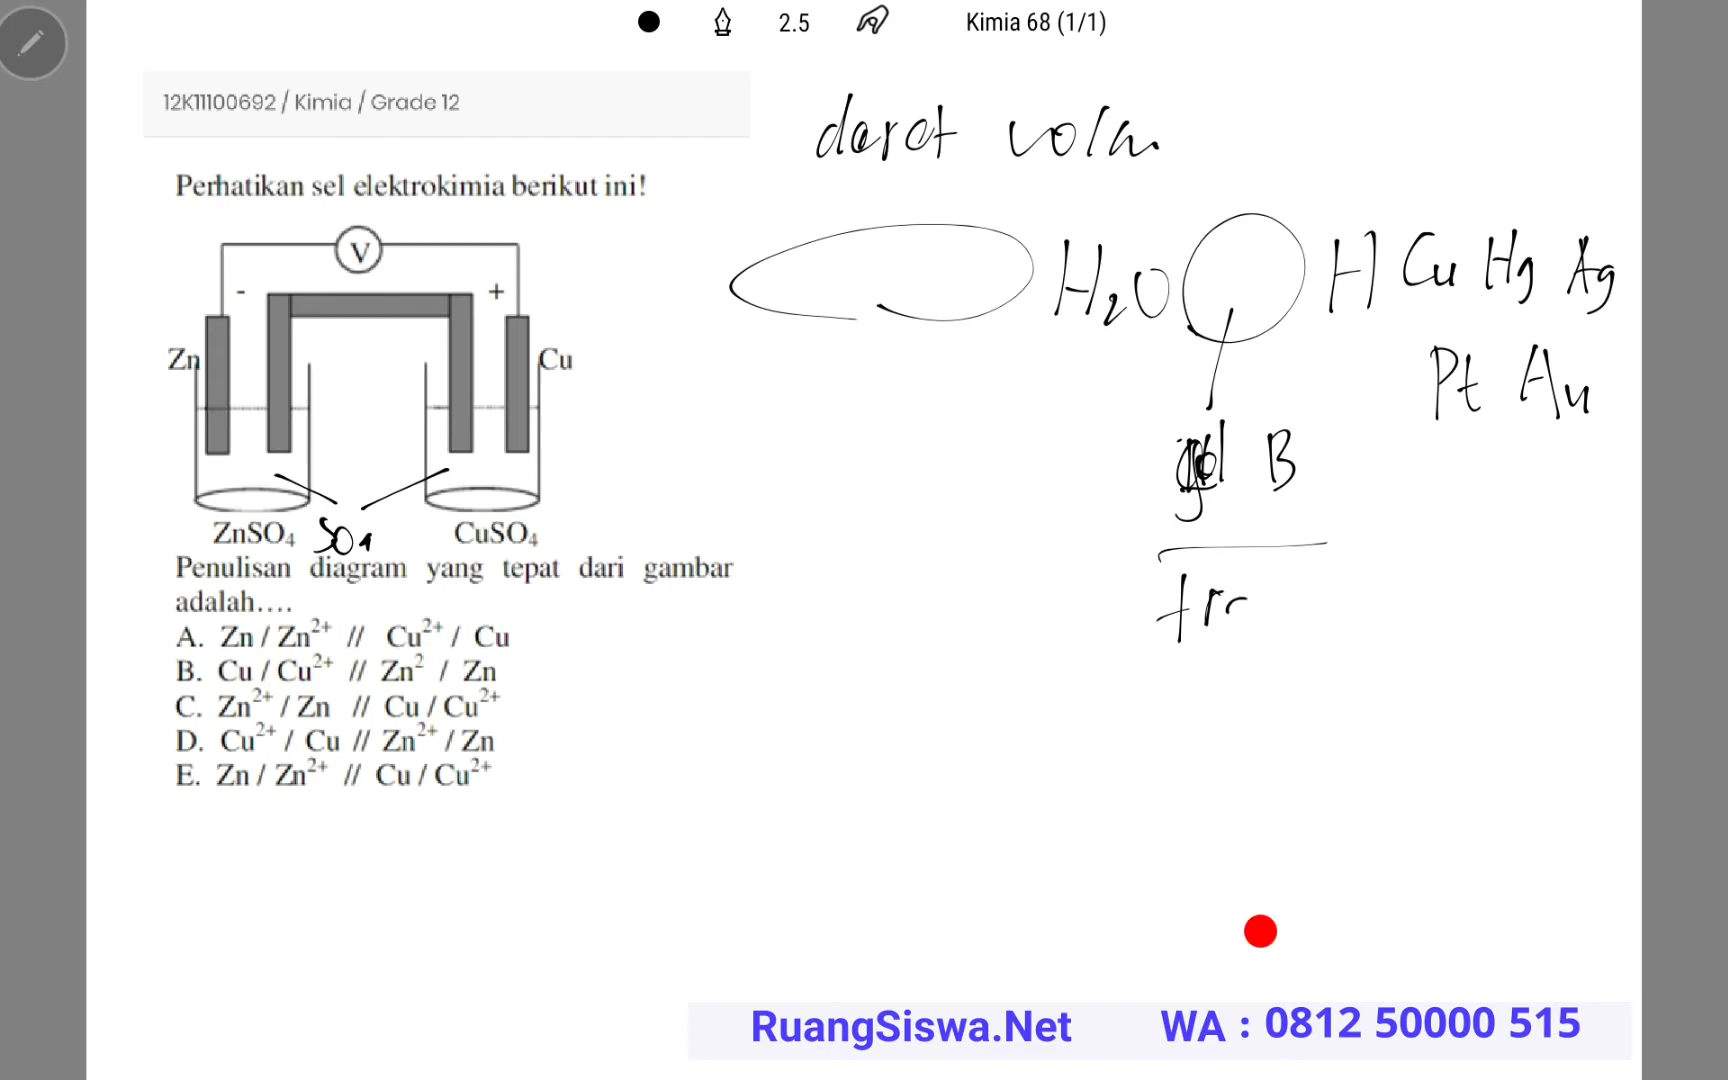 2.5 Kimia 68 (1/1)
12K11100692 / Kimia / Grade 12
Perhatikan sel elektrokimia berikut ini!
V
- +
Zn Cu
ZnSO₄ SO₄ CuSO₄
Penulisan diagram yang tepat dari gambar
adalah....
A. Zn / Zn²⁺ // Cu²⁺ / Cu
B. Cu / Cu²⁺ // Zn² / Zn
C. Zn²⁺ / Zn // Cu / Cu²⁺
D. Cu²⁺ / Cu // Zn²⁺ / Zn
E. Zn / Zn²⁺ // Cu / Cu²⁺
deret
H₂O H Cu Hg Ag
Pt Au
gol B
RuangSiswa.Net WA : 0812 50000 515